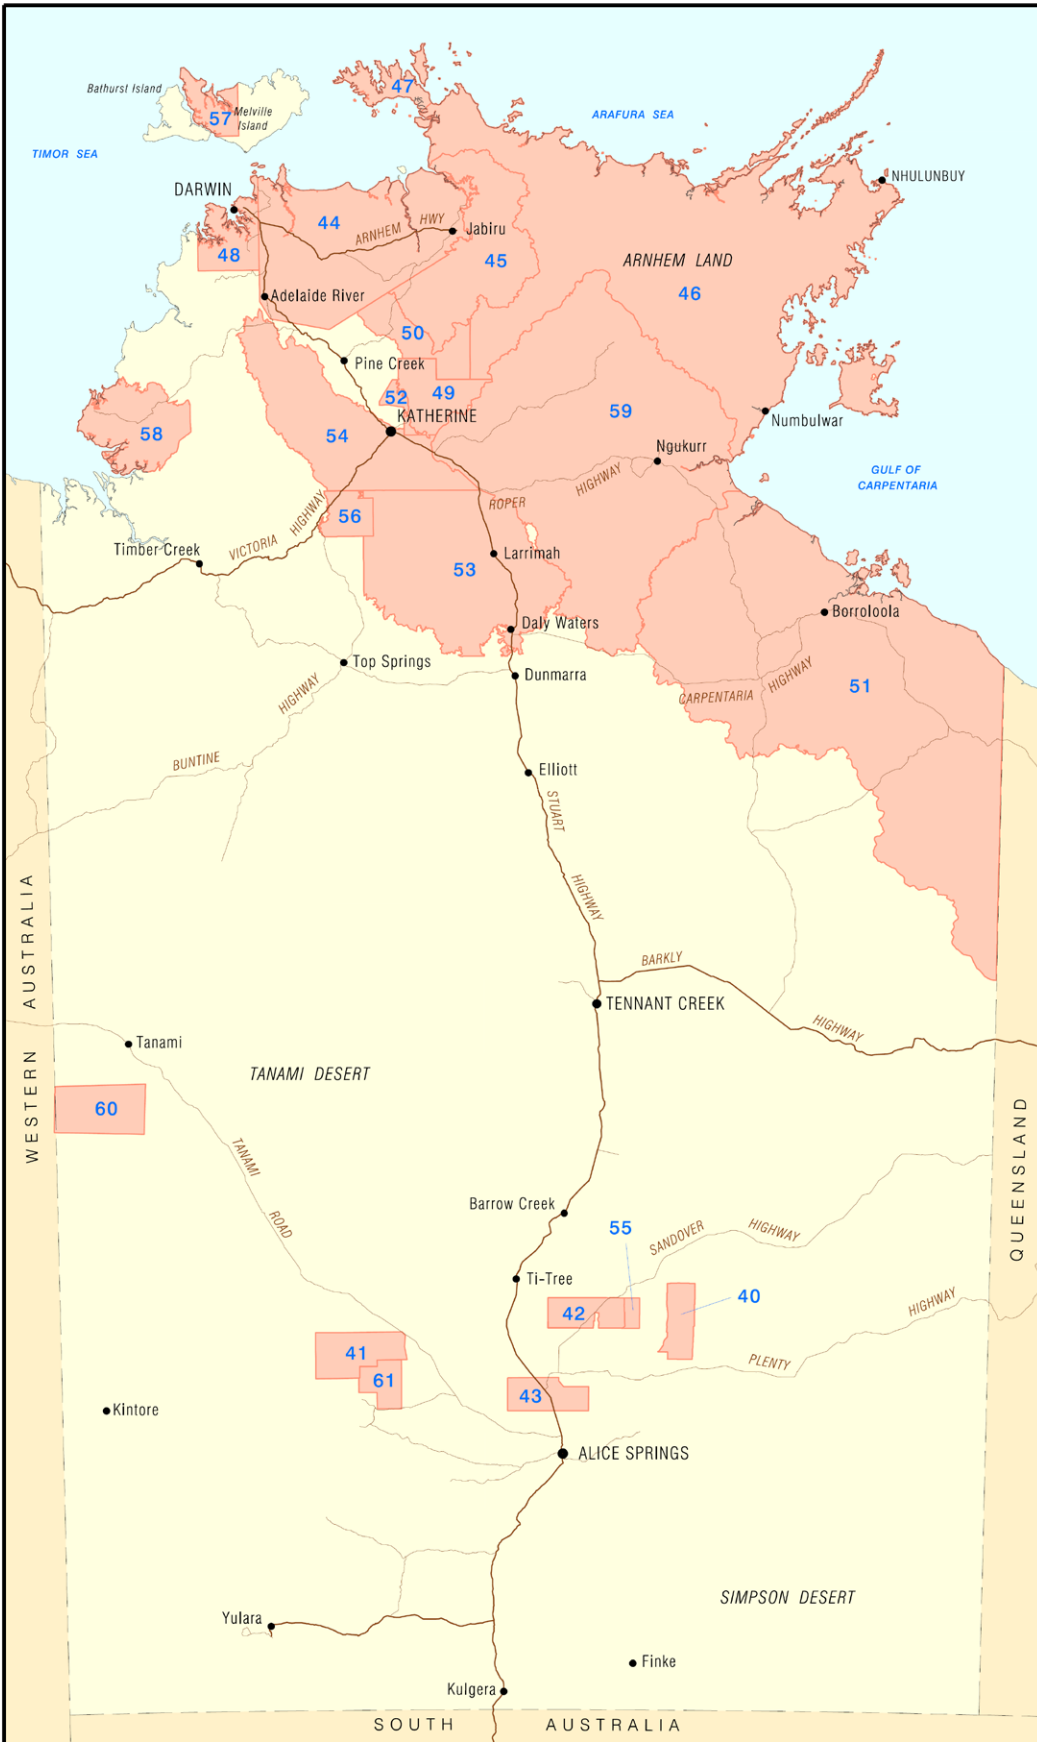 47
Bathurst Island
57
Melville
Island
ARAFURA SEA
TIMOR SEA
NHULUNBUY
DARWIN
44
ARNHEM
HWY
Jabiru
48
45
ARNHEM LAND
46
Adelaide River
50
Pine Creek
52
49
KATHERINE
59
Numbulwar
58
54
Ngukurr
GULF OF
CARPENTARIA
HIGHWAY
ROPER
56
HIGHWAY
VICTORIA
Timber Creek
Larrimah
53
Borroloola
Daly Waters
Top Springs
Dunmarra
HIGHWAY
CARPENTARIA
HIGHWAY
51
BUNTINE
Elliott
STUART
HIGHWAY
WESTERN AUSTRALIA
BARKLY
HIGHWAY
TENNANT CREEK
Tanami
TANAMI DESERT
60
TANAMI
ROAD
QUEENSLAND
Barrow Creek
55
SANDOVER
HIGHWAY
Ti-Tree
42
40
HIGHWAY
41
61
PLENTY
43
Kintore
ALICE SPRINGS
SIMPSON DESERT
Yulara
Finke
Kulgera
SOUTH AUSTRALIA